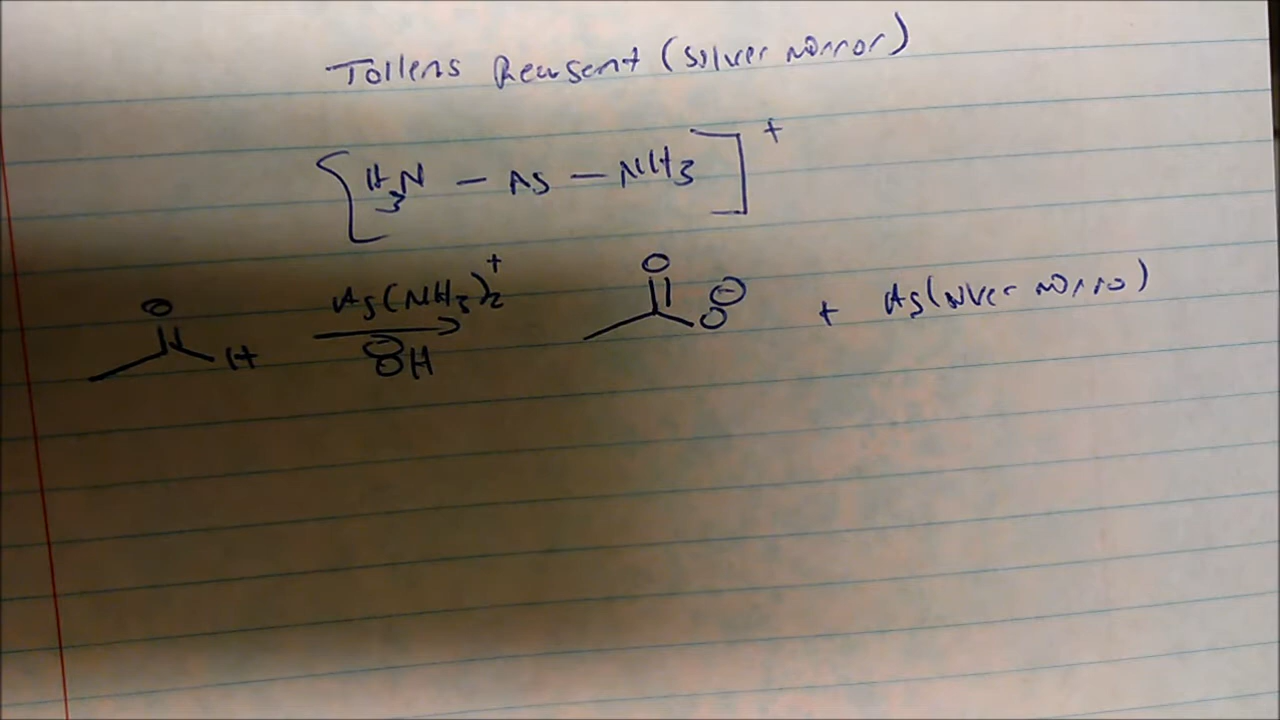 Tollens Reagent (silver mirror)
[H3N — Ag — NH3]+
O Ag(NH3)2+ O
H ⊖OH O⊖ + Ag(silver mirror)